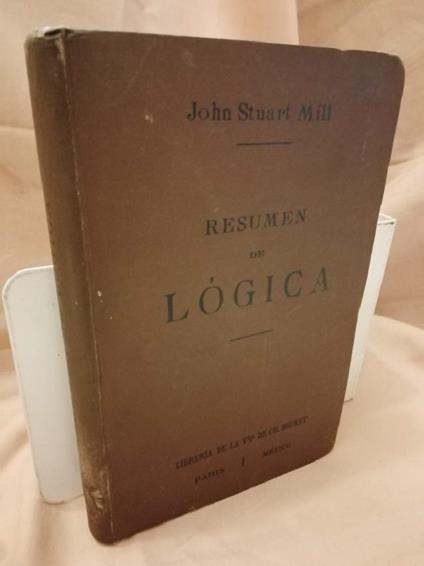 John Stuart Mill
RESUMEN
DE
LÓGICA
LIBRERÍA DE LA Vda DE CH. BOURET
PARIS | MÉXICO